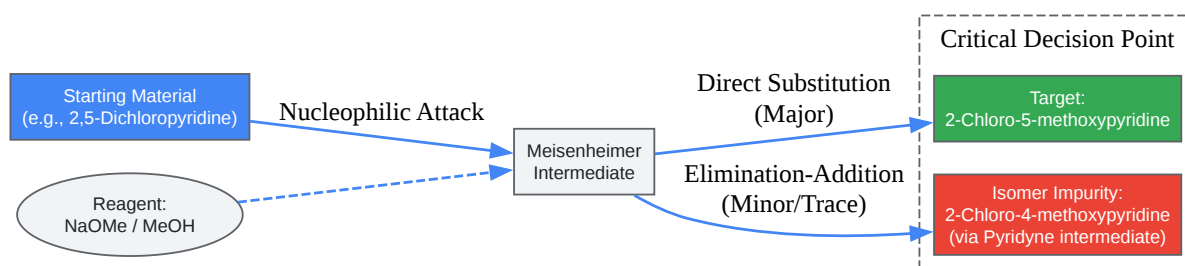 Critical Decision Point
Starting Material
(e.g., 2,5-Dichloropyridine)
Nucleophilic Attack
Direct Substitution
(Major)
Target:
2-Chloro-5-methoxypyridine
Meisenheimer
Intermediate
Reagent:
NaOMe / MeOH
Elimination-Addition
(Minor/Trace)
Isomer Impurity:
2-Chloro-4-methoxypyridine
(via Pyridyne intermediate)